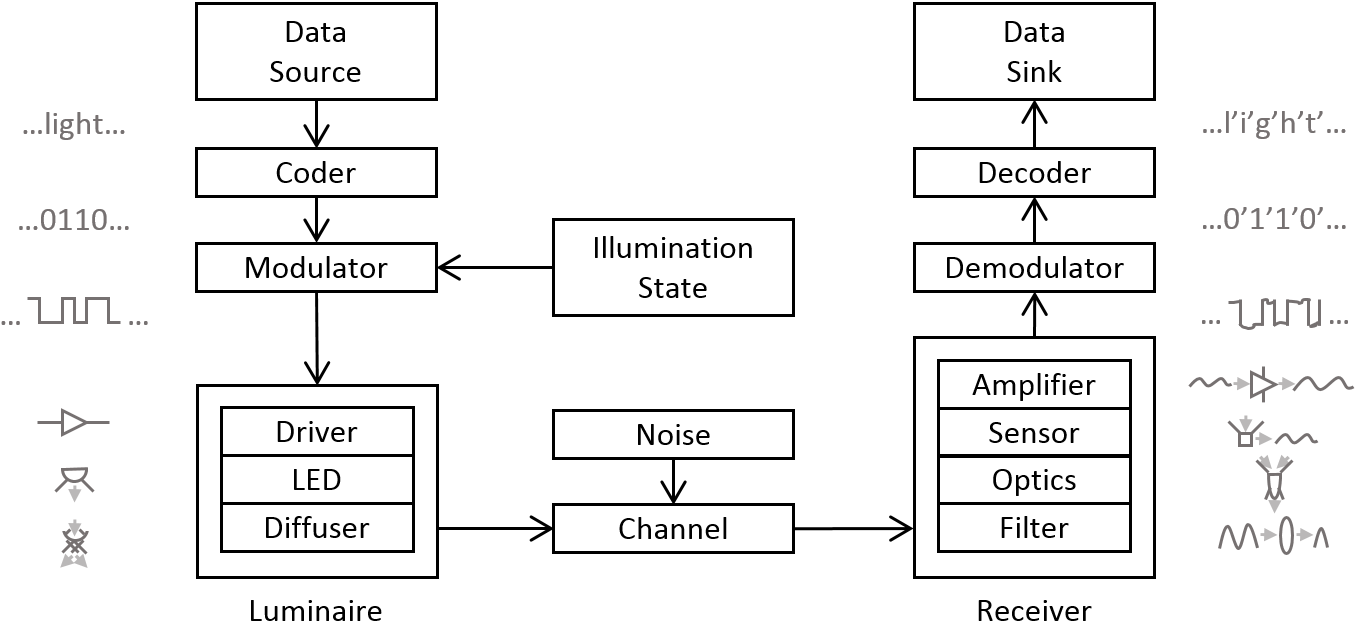 Data
Source
Data
Sink
…light…
…l’i’g’h’t’…
Coder
Decoder
…0110…
…0’1’1’0’…
Modulator
Illumination
State
Demodulator
... ...
... ...
Driver
LED
Diffuser
Noise
Channel
Amplifier
Sensor
Optics
Filter
Luminaire
Receiver